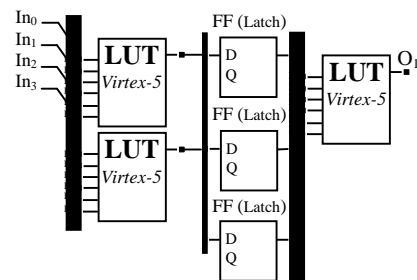 In0
In1
In2
In3
LUT
Virtex-5
LUT
Virtex-5
FF (Latch)
D
Q
FF (Latch)
D
Q
FF (Latch)
D
Q
LUT
Virtex-5
O1